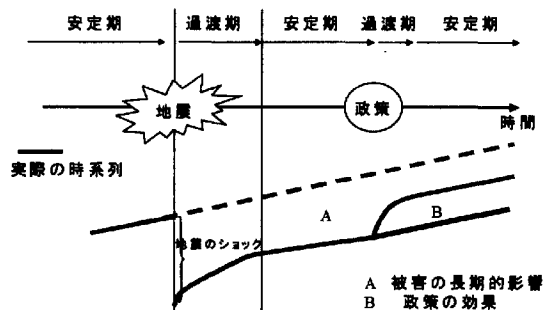 安定期 過渡期 安定期 過渡期 安定期
地震 政策
時間
実際の時系列
A
B
地震のショック
A 被害の長期的影響
B 政策の効果